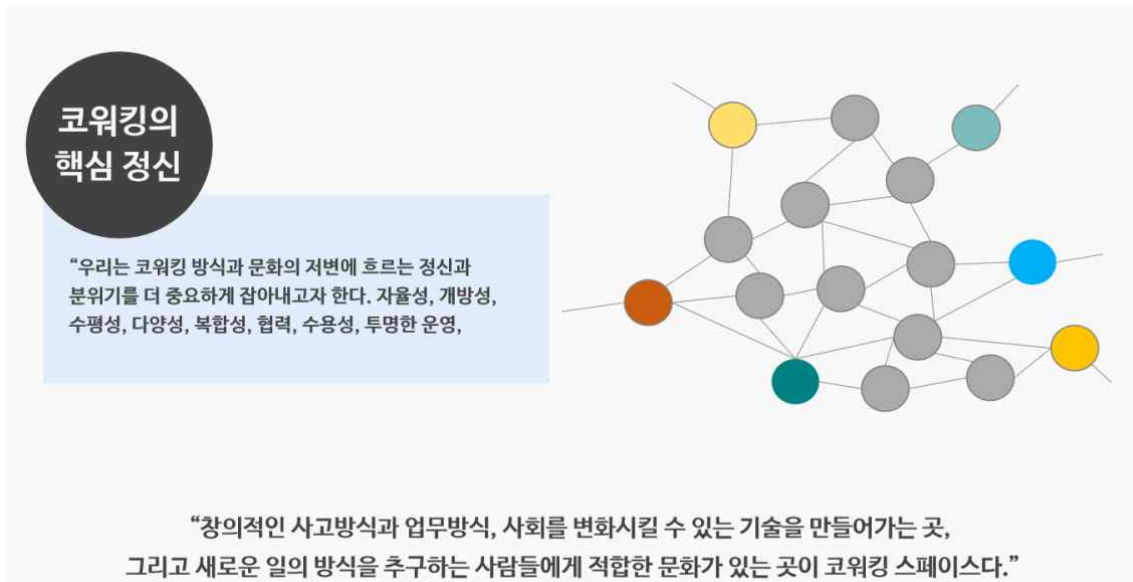 코워킹의
핵심 정신
“우리는 코워킹 방식과 문화의 저변에 흐르는 정신과
분위기를 더 중요하게 잡아내고자 한다. 자율성, 개방성,
수평성, 다양성, 복합성, 협력, 수용성, 투명한 운영,
“창의적인 사고방식과 업무방식, 사회를 변화시킬 수 있는 기술을 만들어가는 곳,
그리고 새로운 일의 방식을 추구하는 사람들에게 적합한 문화가 있는 곳이 코워킹 스페이스다.”